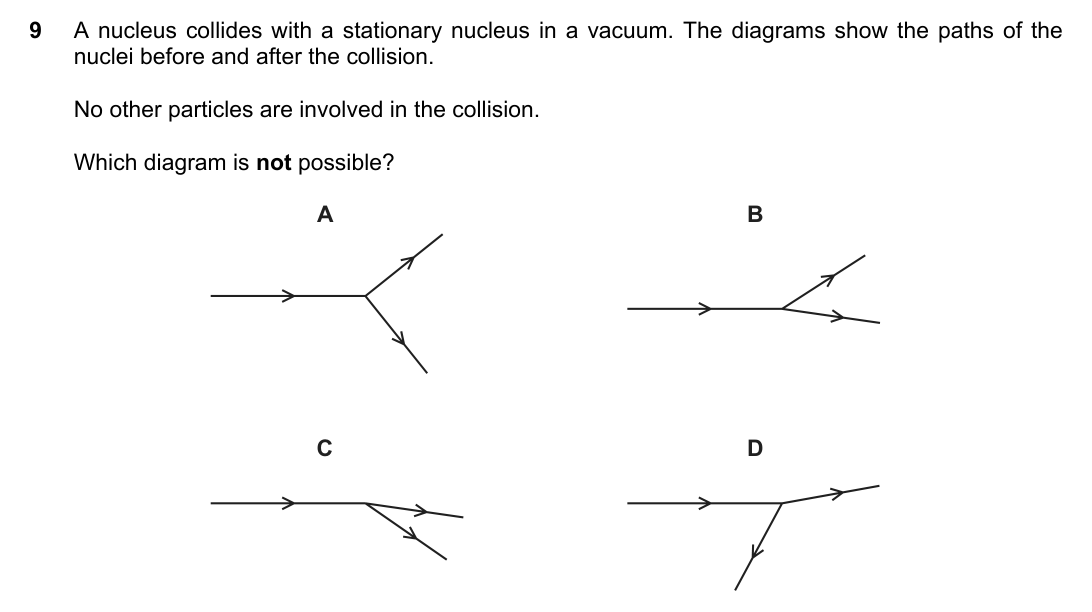 9 A nucleus collides with a stationary nucleus in a vacuum. The diagrams show the paths of the
nuclei before and after the collision.
No other particles are involved in the collision.
Which diagram is not possible?
A
B
C
D